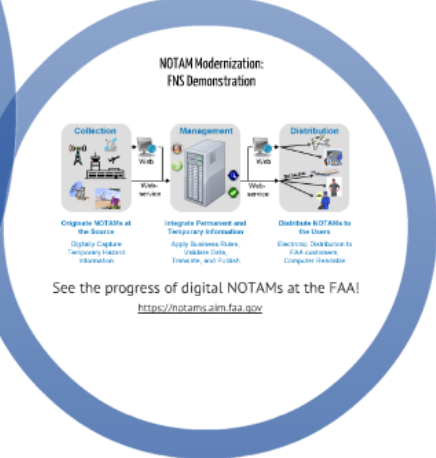 NOTAM Modernization:
FNS Demonstration
Collection
Management
Distribution
Web
Web
Web-
service
Web-
service
Originate NOTAMs at
the Source
Digitally Capture
Temporary Hazard
Information
Integrate Permanent and
Temporary Information
Apply Business Rules,
Validate Data,
Translate, and Publish
Distribute NOTAMs to
the Users
Electronic Distribution to
FAA customers,
Computer Readable
See the progress of digital NOTAMs at the FAA!
https://notams.aim.faa.gov